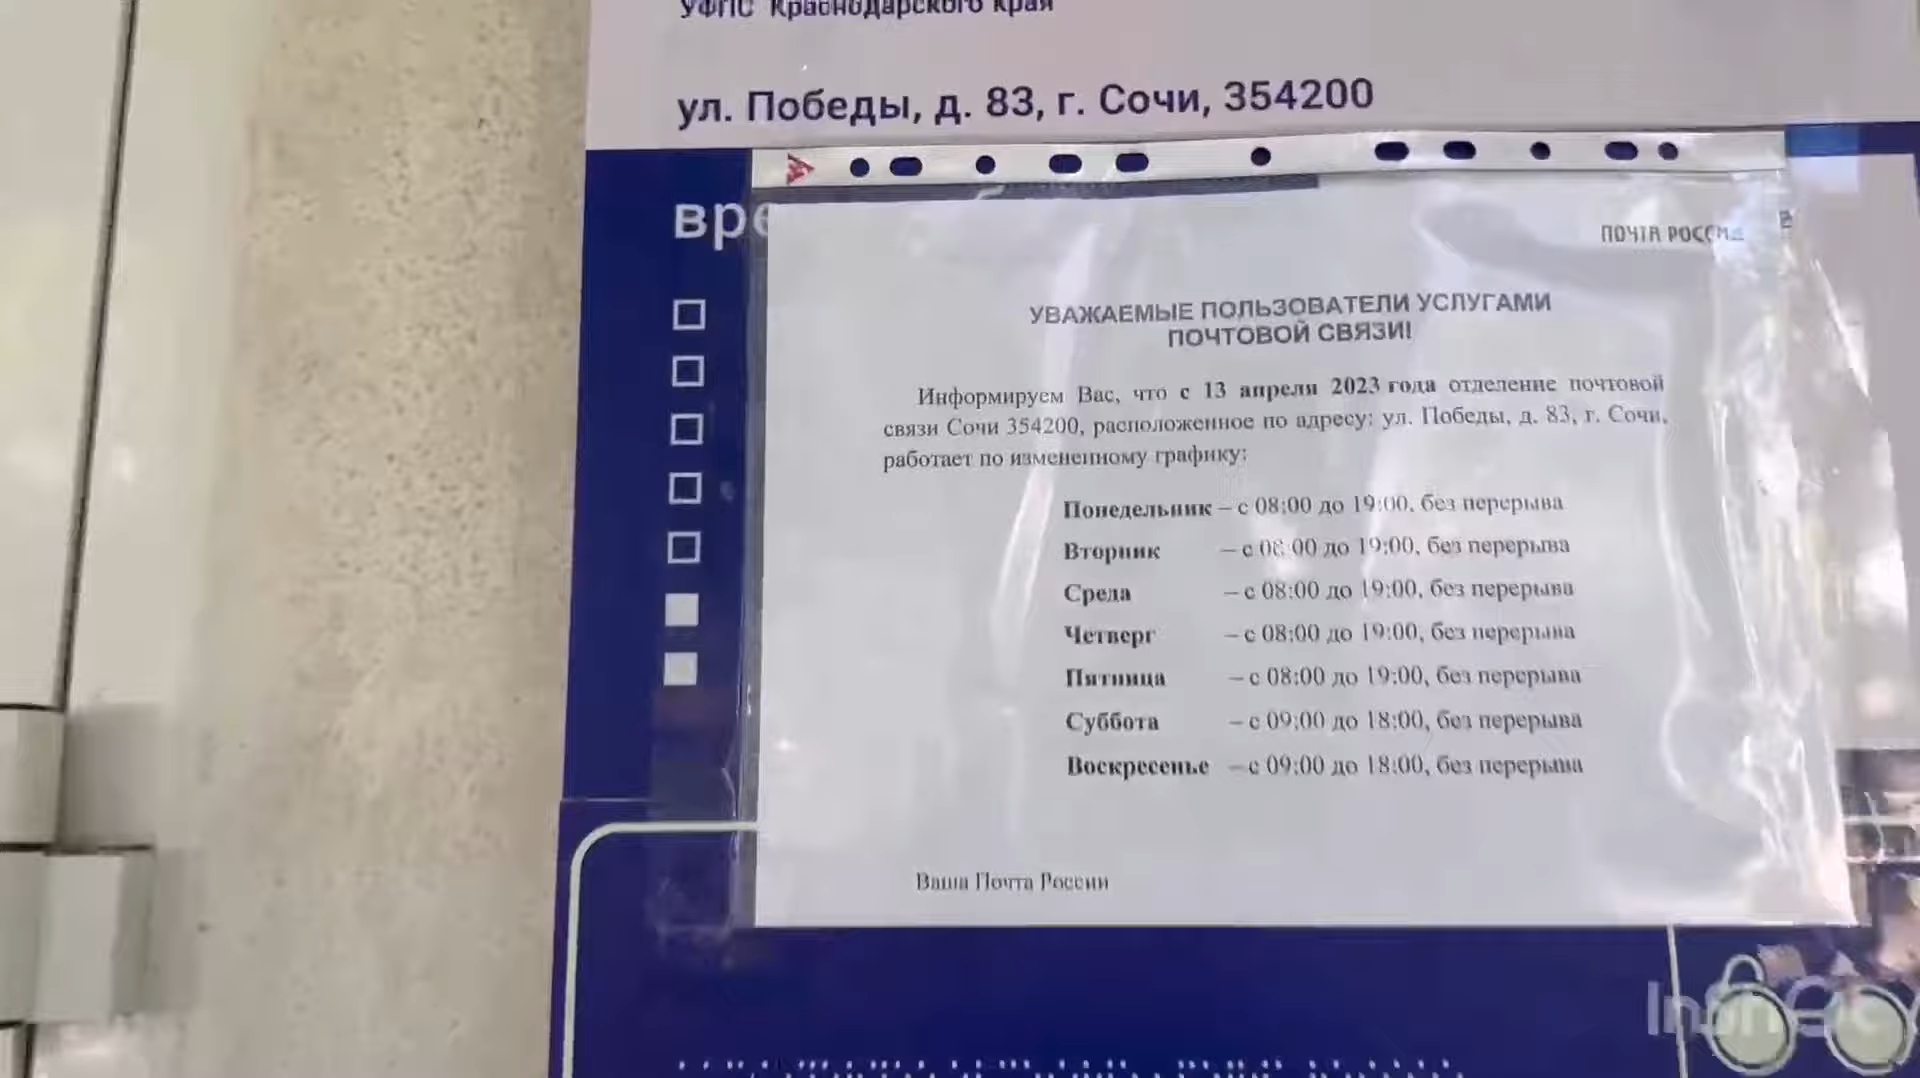 УФПС Краснодарского края
ул. Победы, д. 83, г. Сочи, 354200
вре
ПОЧТА РОССИ
УВАЖАЕМЫЕ ПОЛЬЗОВАТЕЛИ УСЛУГАМИ
ПОЧТОВОЙ СВЯЗИ!
Информируем Вас, что с 13 апреля 2023 года отделение почтовой
связи Сочи 354200, расположенное по адресу: ул. Победы, д. 83, г. Сочи,
работает по измененному графику:
Понедельник – с 08:00 до 19:00, без перерыва
Вторник – с 08:00 до 19:00, без перерыва
Среда – с 08:00 до 19:00, без перерыва
Четверг – с 08:00 до 19:00, без перерыва
Пятница – с 08:00 до 19:00, без перерыва
Суббота – с 09:00 до 18:00, без перерыва
Воскресенье – с 09:00 до 18:00, без перерыва
Ваша Почта России